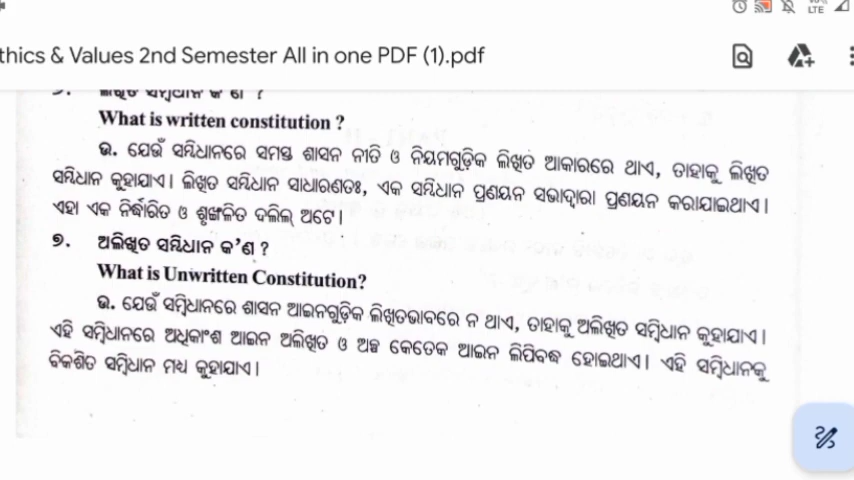 LTE
thics & Values 2nd Semester All in one PDF (1).pdf
ଲିଖିତ ସମ୍ବିଧାନ କ'ଣ ?
What is written constitution ?
ଉ. ଯେଉଁ ସମ୍ବିଧାନରେ ସମସ୍ତ ଶାସନ ନୀତି ଓ ନିୟମଗୁଡ଼ିକ ଲିଖିତ ଆକାରରେ ଥାଏ, ତାହାକୁ ଲିଖିତ
ସମ୍ବିଧାନ କୁହାଯାଏ। ଲିଖିତ ସମ୍ବିଧାନ ସାଧାରଣତଃ, ଏକ ସମ୍ବିଧାନ ପ୍ରଣୟନ ସଭାଦ୍ୱାରା ପ୍ରଣୟନ କରାଯାଇଥାଏ।
ଏହା ଏକ ନିର୍ଦ୍ଧାରିତ ଓ ଶୃଙ୍ଖଳିତ ଦଲିଲ୍ ଅଟେ।
୭. ଅଲିଖିତ ସମ୍ବିଧାନ କ'ଣ ?
What is Unwritten Constitution?
ଉ. ଯେଉଁ ସମ୍ବିଧାନରେ ଶାସନ ଆଇନଗୁଡ଼ିକ ଲିଖିତଭାବରେ ନ ଥାଏ, ତାହାକୁ ଅଲିଖିତ ସମ୍ବିଧାନ କୁହାଯାଏ।
ଏହି ସମ୍ବିଧାନରେ ଅଧିକାଂଶ ଆଇନ ଅଲିଖିତ ଓ ଅଳ୍ପ କେତେକ ଆଇନ ଲିପିବଦ୍ଧ ହୋଇଥାଏ। ଏହି ସମ୍ବିଧାନକୁ
ବିକଶିତ ସମ୍ବିଧାନ ମଧ୍ୟ କୁହାଯାଏ।